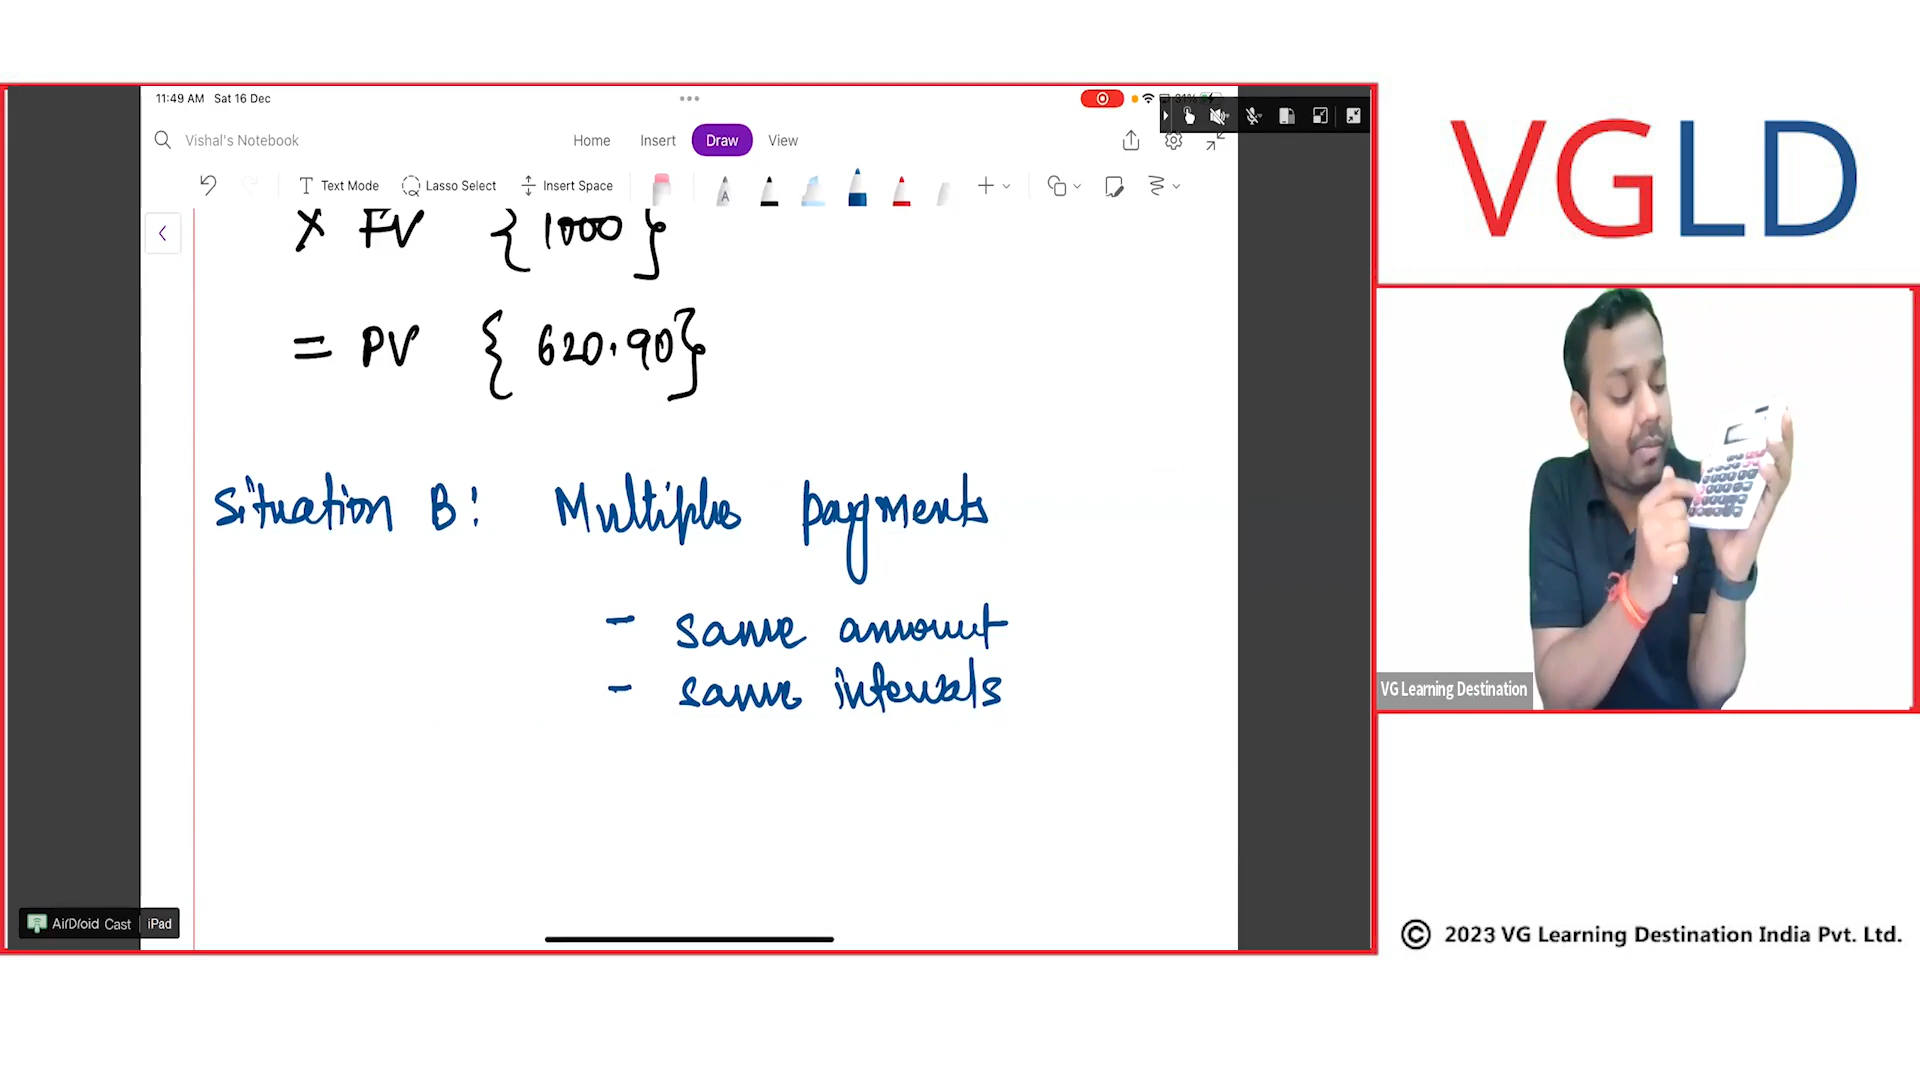 11:49 AM Sat 16 Dec
31%
Vishal's Notebook
Home Insert Draw View
Text Mode Lasso Select Insert Space
A
X FV {1000}
= PV {620.90}
Situation B: Multiple payments
- same amount
- same intervals
AirDroid Cast iPad
VGLD
VG Learning Destination
© 2023 VG Learning Destination India Pvt. Ltd.